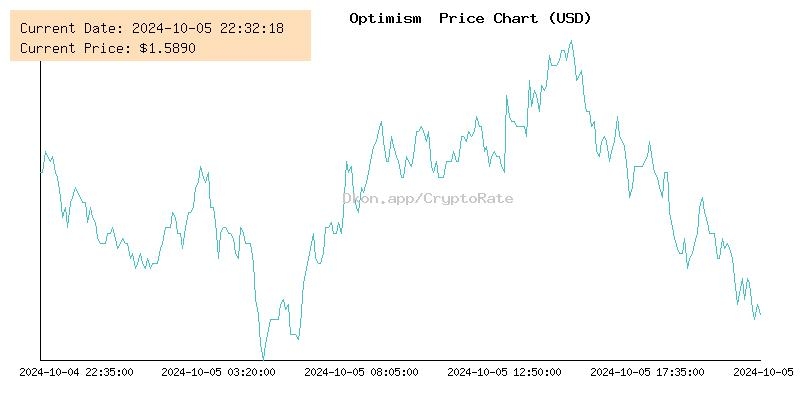 Optimism  Price Chart (USD)
Current Date: 2024-10-05 22:32:18
Current Price: $1.5890
Okon.app/CryptoRate
2024-10-04 22:35:00 2024-10-05 03:20:00 2024-10-05 08:05:00 2024-10-05 12:50:00 2024-10-05 17:35:00 2024-10-05